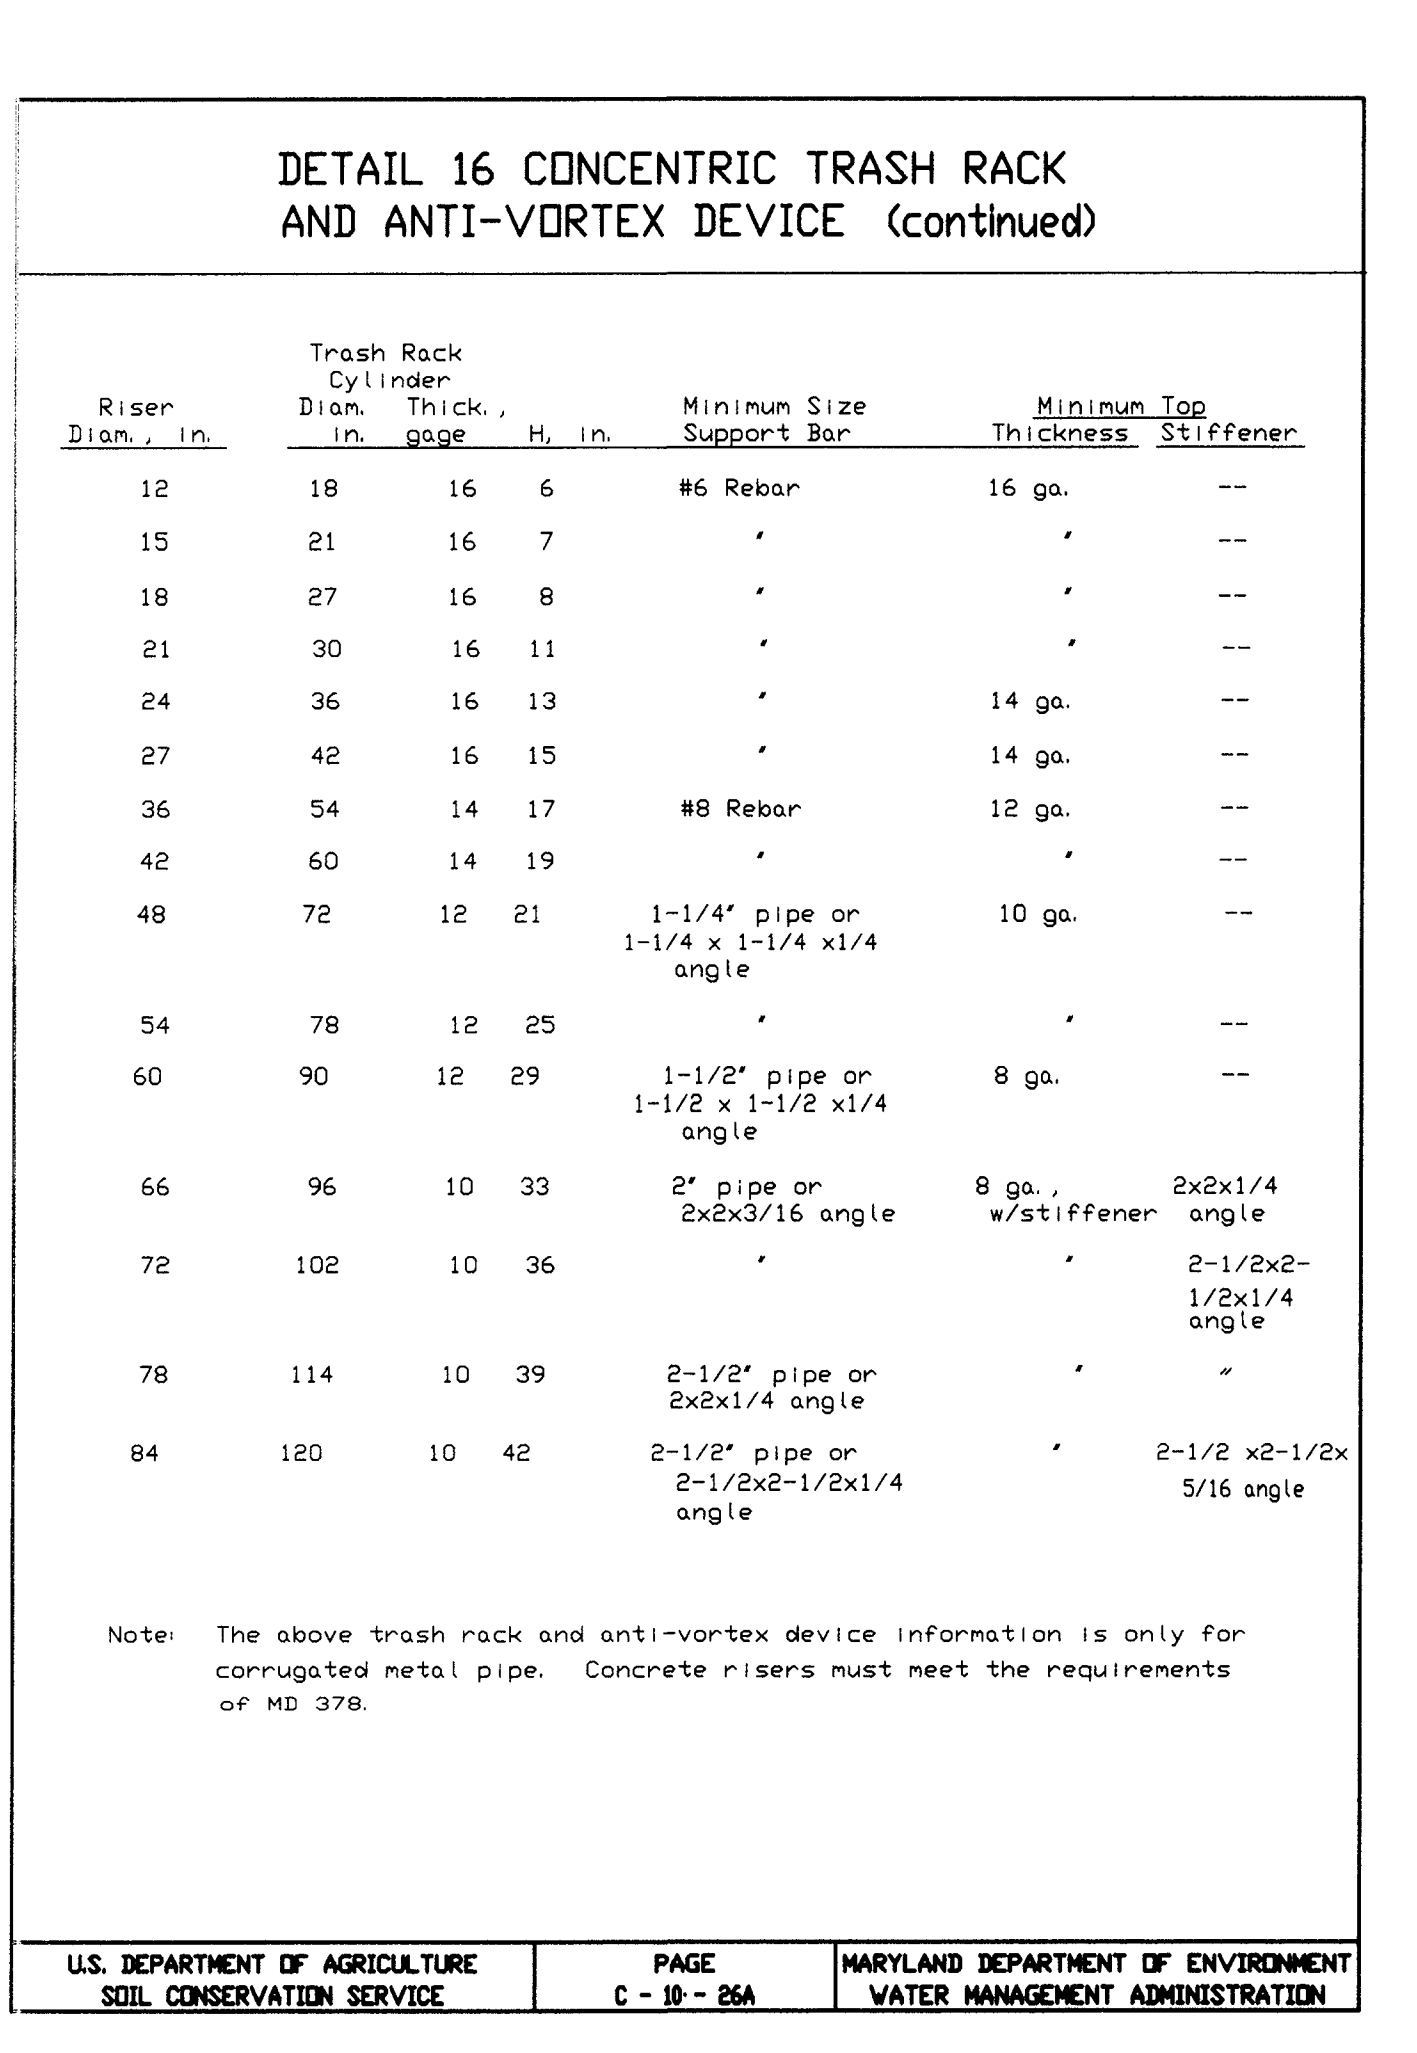 DETAIL 16 CONCENTRIC TRASH RACK
AND ANTI-VORTEX DEVICE (continued)
Trash Rack
Cylinder
Riser Diam. Thick., Minimum Size Minimum Top
Diam., in. in. gage H, in. Support Bar Thickness Stiffener
12 18 16 6 #6 Rebar 16 ga. --
15 21 16 7 " " --
18 27 16 8 " " --
21 30 16 11 " " --
24 36 16 13 " 14 ga. --
27 42 16 15 " 14 ga. --
36 54 14 17 #8 Rebar 12 ga. --
42 60 14 19 " " --
48 72 12 21 1-1/4" pipe or 10 ga. --
1-1/4 x 1-1/4 x1/4
angle
54 78 12 25 " " --
60 90 12 29 1-1/2" pipe or 8 ga. --
1-1/2 x 1-1/2 x1/4
angle
66 96 10 33 2" pipe or 8 ga., 2x2x1/4
2x2x3/16 angle w/stiffener angle
72 102 10 36 " " 2-1/2x2-
1/2x1/4
angle
78 114 10 39 2-1/2" pipe or " "
2x2x1/4 angle
84 120 10 42 2-1/2" pipe or " 2-1/2 x2-1/2x
2-1/2x2-1/2x1/4 5/16 angle
angle
Note: The above trash rack and anti-vortex device information is only for
corrugated metal pipe. Concrete risers must meet the requirements
of MD 378.
U.S. DEPARTMENT OF AGRICULTURE PAGE MARYLAND DEPARTMENT OF ENVIRONMENT
SOIL CONSERVATION SERVICE C - 10 - 26A WATER MANAGEMENT ADMINISTRATION